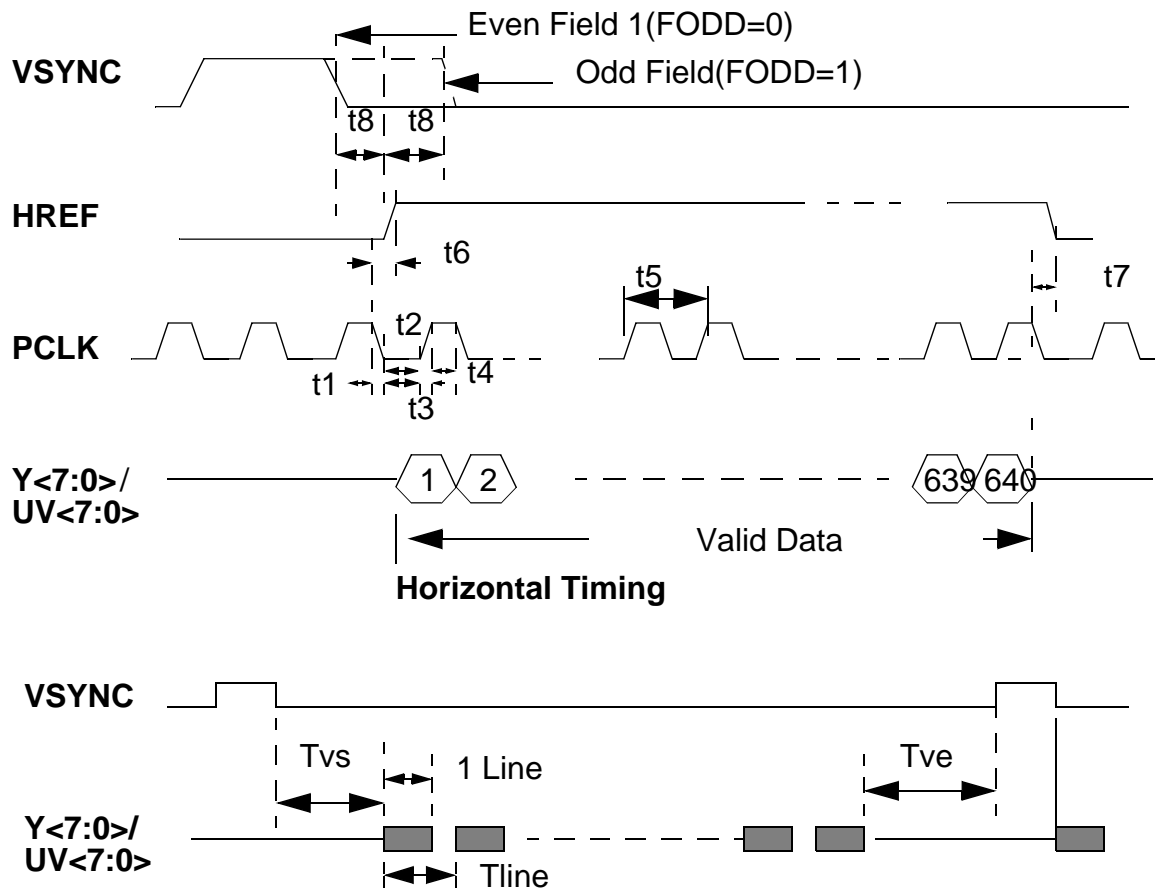 Even Field 1(FODD=0)
VSYNC
Odd Field(FODD=1)
t8 t8
HREF
t6
t5 t7
PCLK
t2
t1 t4
t3
Y<7:0>/
UV<7:0>
1 2 639 640
Valid Data
Horizontal Timing
VSYNC
Tvs 1 Line Tve
Y<7:0>/
UV<7:0>
Tline